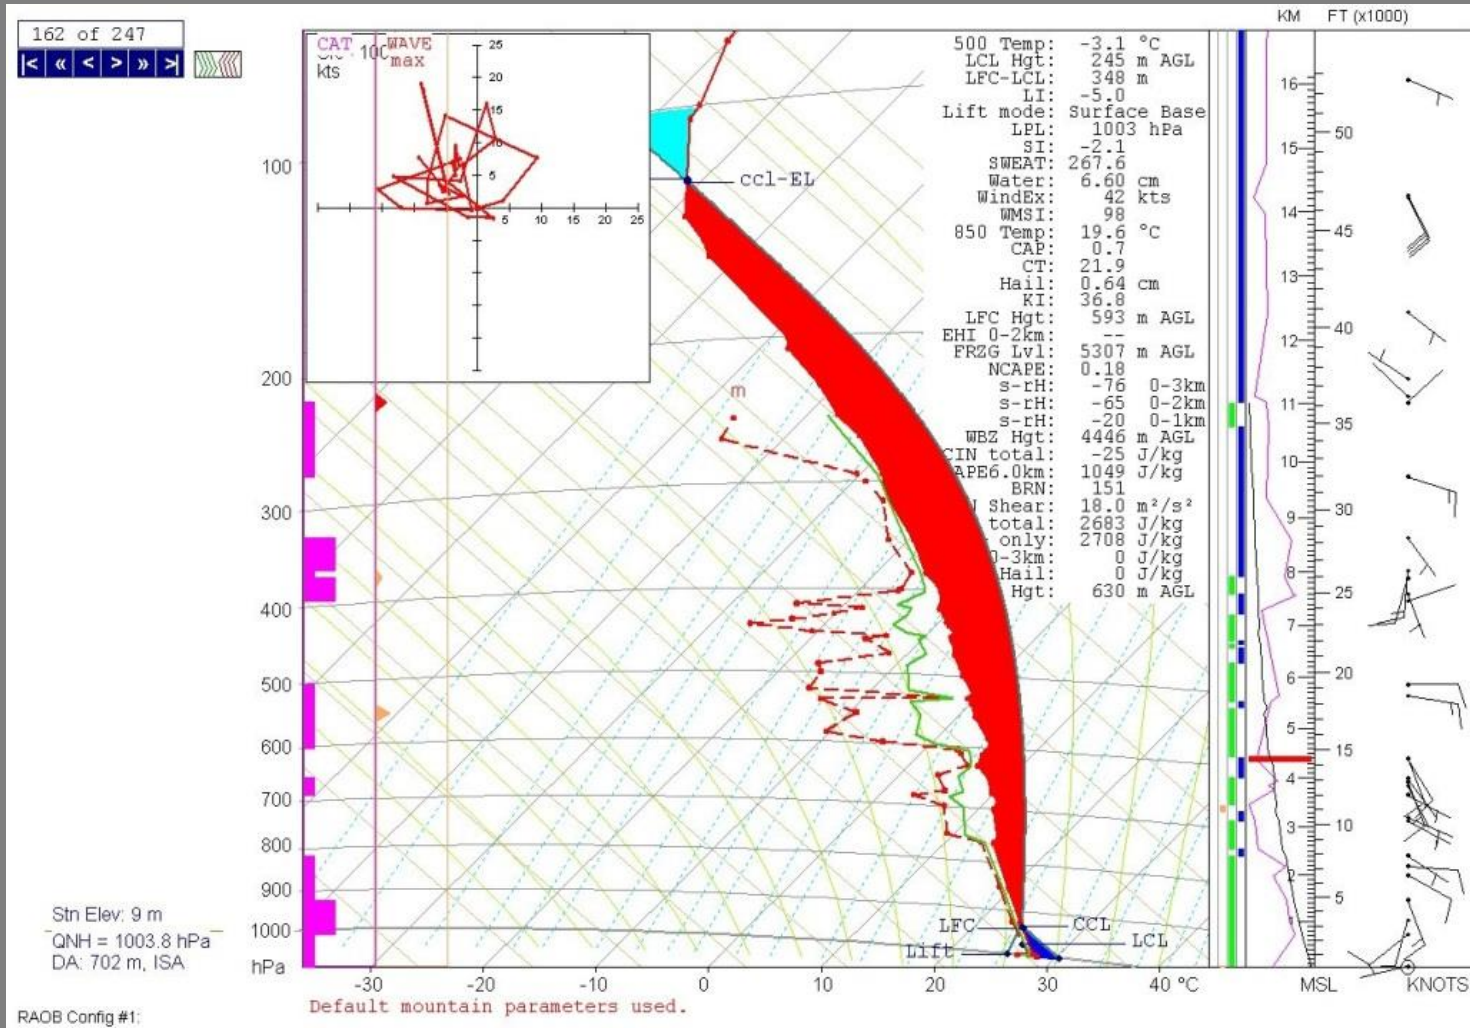 162 of 247
|< « < > » >|
CAT 100 WAVE
kts max
25
20
15
10
5
20 15 10 5 5 10 15 20 25
KM FT (x1000)
500 Temp: -3.1 °C
LCL Hgt: 245 m AGL
LFC-LCL: 348 m
LI: -5.0
Lift mode: Surface Base
LPL: 1003 hPa
SI: -2.1
SWEAT: 267.6
Water: 6.60 cm
WindEx: 42 kts
WMSI: 98
850 Temp: 19.6 °C
CAP: 0.7
CT: 21.9
Hail: 0.64 cm
KI: 36.8
LFC Hgt: 593 m AGL
EHI 0-2km: --
FRZG Lvl: 5307 m AGL
NCAPE: 0.18
s-rH: -76 0-3km
s-rH: -65 0-2km
s-rH: -20 0-1km
WBZ Hgt: 4446 m AGL
CIN total: -25 J/kg
APE6.0km: 1049 J/kg
BRN: 151
Shear: 18.0 m²/s²
total: 2683 J/kg
only: 2708 J/kg
0-3km: 0 J/kg
Hail: 0 J/kg
Hgt: 630 m AGL
ccl-EL
m
LFC
CCL
LCL
Lift
100
200
300
400
500
600
700
800
900
1000
hPa
16
15
14
13
12
11
10
9
8
7
6
5
4
3
2
50
45
40
35
30
25
20
15
10
5
Stn Elev: 9 m
QNH = 1003.8 hPa
DA: 702 m, ISA
-30 -20 -10 0 10 20 30 40 °C
MSL KNOTS
Default mountain parameters used.
RAOB Config #1: